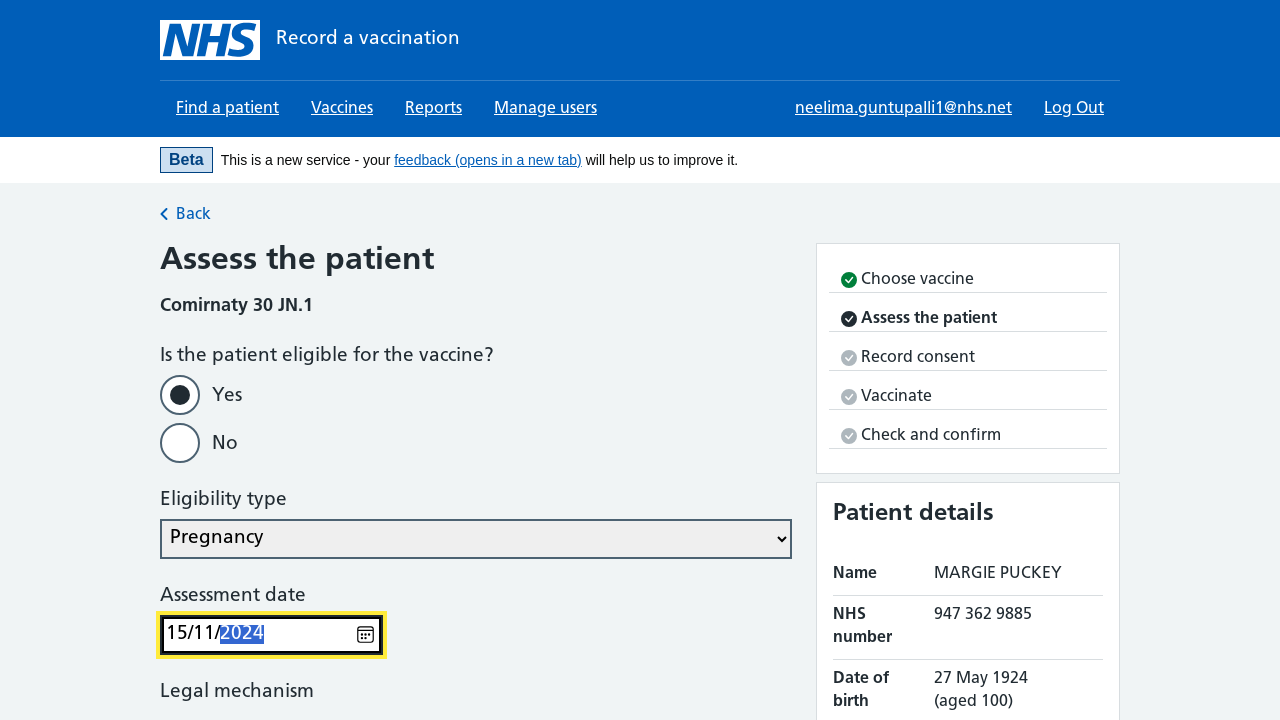 NHS Record a vaccination
Find a patient Vaccines Reports Manage users neelima.guntupalli1@nhs.net Log Out
Beta This is a new service - your feedback (opens in a new tab) will help us to improve it.
Back
Assess the patient
Comirnaty 30 JN.1
Is the patient eligible for the vaccine?
Yes
No
Eligibility type
Pregnancy
Assessment date
15/11/2024
Legal mechanism
Choose vaccine
Assess the patient
Record consent
Vaccinate
Check and confirm
Patient details
Name MARGIE PUCKEY
NHS number 947 362 9885
Date of birth 27 May 1924
(aged 100)